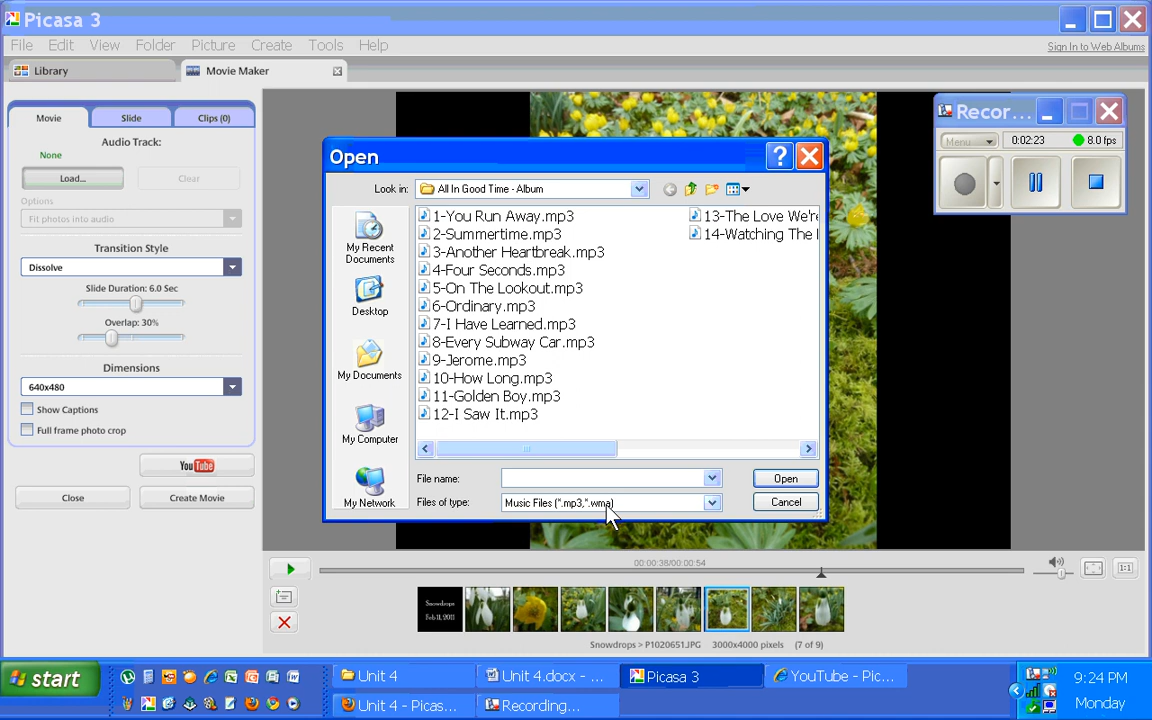 Picasa 3
File Edit View Folder Picture Create Tools Help
Sign In to Web Albums
Library
Movie Maker
Movie
Slide
Clips (0)
Audio Track:
None
Load...
Clear
Options
Fit photos into audio
Transition Style
Dissolve
Slide Duration: 6.0 Sec
Overlap: 30%
Dimensions
640x480
Show Captions
Full frame photo crop
YouTube
Close
Create Movie
Open
Look in:
All In Good Time - Album
My Recent
Documents
Desktop
My Documents
My Computer
My Network
1-You Run Away.mp3
2-Summertime.mp3
3-Another Heartbreak.mp3
4-Four Seconds.mp3
5-On The Lookout.mp3
6-Ordinary.mp3
7-I Have Learned.mp3
8-Every Subway Car.mp3
9-Jerome.mp3
10-How Long.mp3
11-Golden Boy.mp3
12-I Saw It.mp3
13-The Love We're
14-Watching The
File name:
Open
Files of type:
Music Files (*.mp3,*.wma)
Cancel
Recor...
Menu
0:02:23
8.0 fps
00:00:38/00:00:54
1:1
Snowdrops
Feb 11, 2011
Snowdrops > P1020651.JPG 3000x4000 pixels (7 of 9)
start
Unit 4
Unit 4.docx - ...
Picasa 3
YouTube - Pic...
Unit 4 - Picas...
Recording...
9:24 PM
Monday